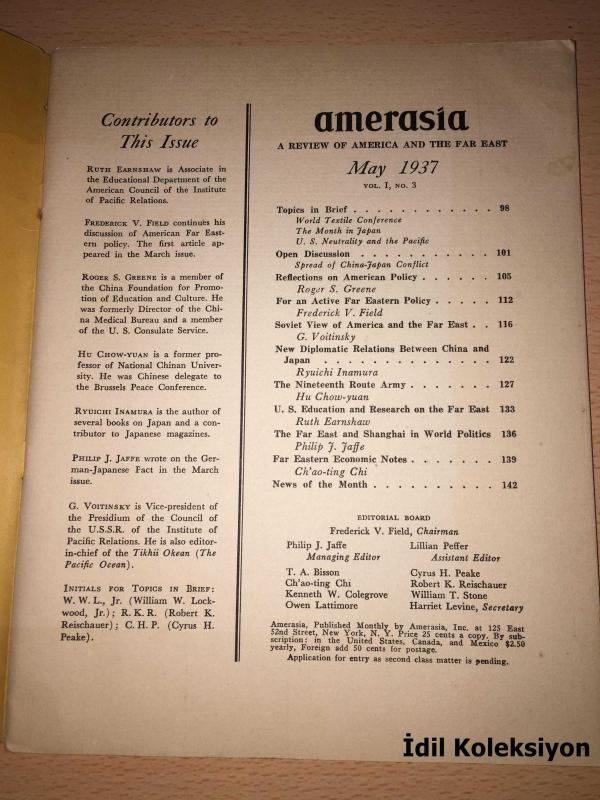 Contributors to
This Issue
RUTH EARNSHAW is Associate in
the Educational Department of the
American Council of the Institute
of Pacific Relations.
FREDERICK V. FIELD continues his
discussion of American Far East-
ern policy. The first article ap-
peared in the March issue.
ROGER S. GREENE is a member of
the China Foundation for Promo-
tion of Education and Culture. He
was formerly Director of the Chi-
na Medical Bureau and a member
of the U. S. Consulate Service.
HU CHOW-YUAN is a former pro-
fessor of National Chinan Univer-
sity. He was Chinese delegate to
the Brussels Peace Conference.
RYUICHI INAMURA is the author of
several books on Japan and a con-
tributor to Japanese magazines.
PHILIP J. JAFFE wrote on the Ger-
man-Japanese Fact in the March
issue.
G. VOITINSKY is Vice-president of
the Presidium of the Council of
the U.S.S.R. of the Institute of
Pacific Relations. He is also editor-
in-chief of the Tikhii Okean (The
Pacific Ocean).
INITIALS FOR TOPICS IN BRIEF:
W. W. L., Jr. (William W. Lock-
wood, Jr.); R. K. R. (Robert K.
Reischauer); C. H. P. (Cyrus H.
Peake).
amerasia
A REVIEW OF AMERICA AND THE FAR EAST
May 1937
VOL. I, NO. 3
Topics in Brief . . . . . . . . . . . . 98
World Textile Conference
The Month in Japan
U. S. Neutrality and the Pacific
Open Discussion . . . . . . . . . . . 101
Spread of China-Japan Conflict
Reflections on American Policy . . . . . . 105
Roger S. Greene
For an Active Far Eastern Policy . . . . . 112
Frederick V. Field
Soviet View of America and the Far East . . 116
G. Voitinsky
New Diplomatic Relations Between China and
Japan . . . . . . . . . . . . . . 122
Ryuichi Inamura
The Nineteenth Route Army . . . . . . . 127
Hu Chow-yuan
U. S. Education and Research on the Far East 133
Ruth Earnshaw
The Far East and Shanghai in World Politics 136
Philip J. Jaffe
Far Eastern Economic Notes . . . . . . . 139
Ch'ao-ting Chi
News of the Month . . . . . . . . . . 142
EDITORIAL BOARD
Frederick V. Field, Chairman
Philip J. Jaffe Lillian Peffer
Managing Editor Assistant Editor
T. A. Bisson Cyrus H. Peake
Ch'ao-ting Chi Robert K. Reischauer
Kenneth W. Colegrove William T. Stone
Owen Lattimore Harriet Levine, Secretary
Amerasia, Published Monthly by Amerasia, Inc. at 125 East
52nd Street, New York, N. Y. Price 25 cents a copy. By sub-
scription: in the United States, Canada, and Mexico $2.50
yearly, Foreign add 50 cents for postage.
Application for entry as second class matter is pending.
İdil Koleksiyon